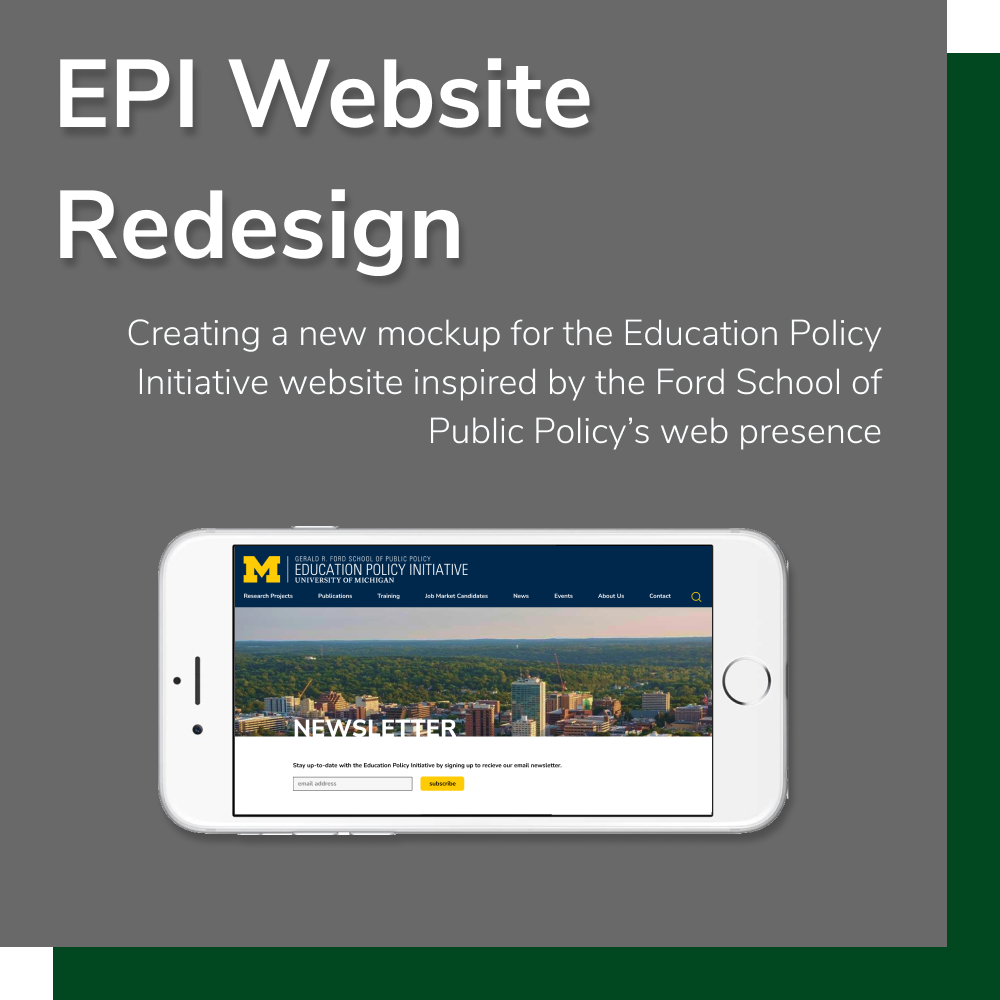 EPI Website
Redesign
Creating a new mockup for the Education Policy
Initiative website inspired by the Ford School of
Public Policy’s web presence
M
GERALD R. FORD SCHOOL OF PUBLIC POLICY
EDUCATION POLICY INITIATIVE
UNIVERSITY OF MICHIGAN
Research Projects Publications Training Job Market Candidates News Events About Us Contact
NEWSLETTER
Stay up-to-date with the Education Policy Initiative by signing up to recieve our email newsletter.
email address subscribe